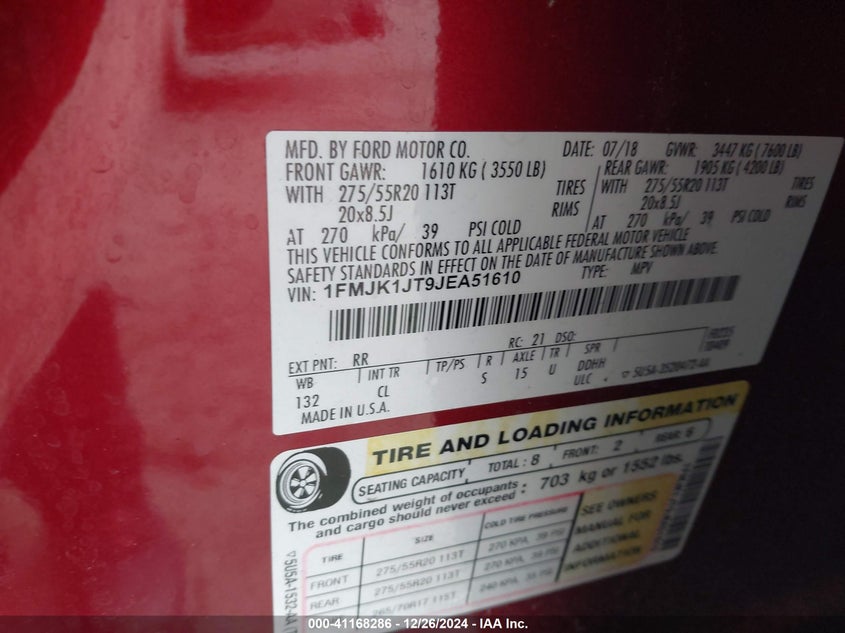 MFD. BY FORD MOTOR CO. DATE: 07/18 GVWR: 3447 KG ( 7600 LB)
FRONT GAWR: 1610 KG ( 3550 LB) REAR GAWR: 1905 KG ( 4200 LB)
WITH 275/55R20 113T TIRES WITH 275/55R20 113T TIRES
20x8.5J RIMS 20x8.5J RIMS
AT 270 kPa/ 39 PSI COLD AT 270 kPa/ 39 PSI COLD
THIS VEHICLE CONFORMS TO ALL APPLICABLE FEDERAL MOTOR VEHICLE
SAFETY STANDARDS IN EFFECT ON THE DATE OF MANUFACTURE SHOWN ABOVE.
VIN: 1FMJK1JT9JEA51610 TYPE: MPV
EXT PNT: RR RC: 21 DSO:
WB INT TR TP/PS R AXLE TR SPR
132 CL S 15 U DDHH
MADE IN U.S.A. ULC
TIRE AND LOADING INFORMATION
SEATING CAPACITY TOTAL: 8 FRONT: 2 REAR: 6
The combined weight of occupants and cargo should never exceed : 703 kg or 1552 lbs.
TIRE SIZE COLD TIRE PRESSURE
FRONT 275/55R20 113T 270 KPA, 39 PSI
REAR 275/55R20 113T 270 KPA, 39 PSI
265/70R17 115T
SEE OWNERS
MANUAL FOR
ADDITIONAL
INFORMATION
000-41168286 - 12/26/2024 - IAA Inc.